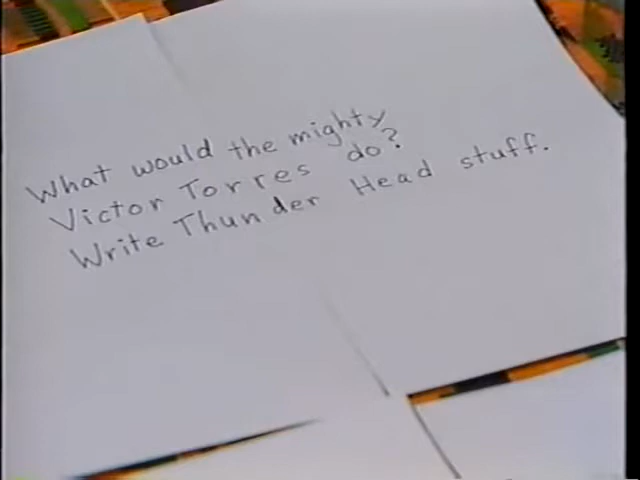 What would the mighty
Victor Torres do?
Write Thunder Head stuff.